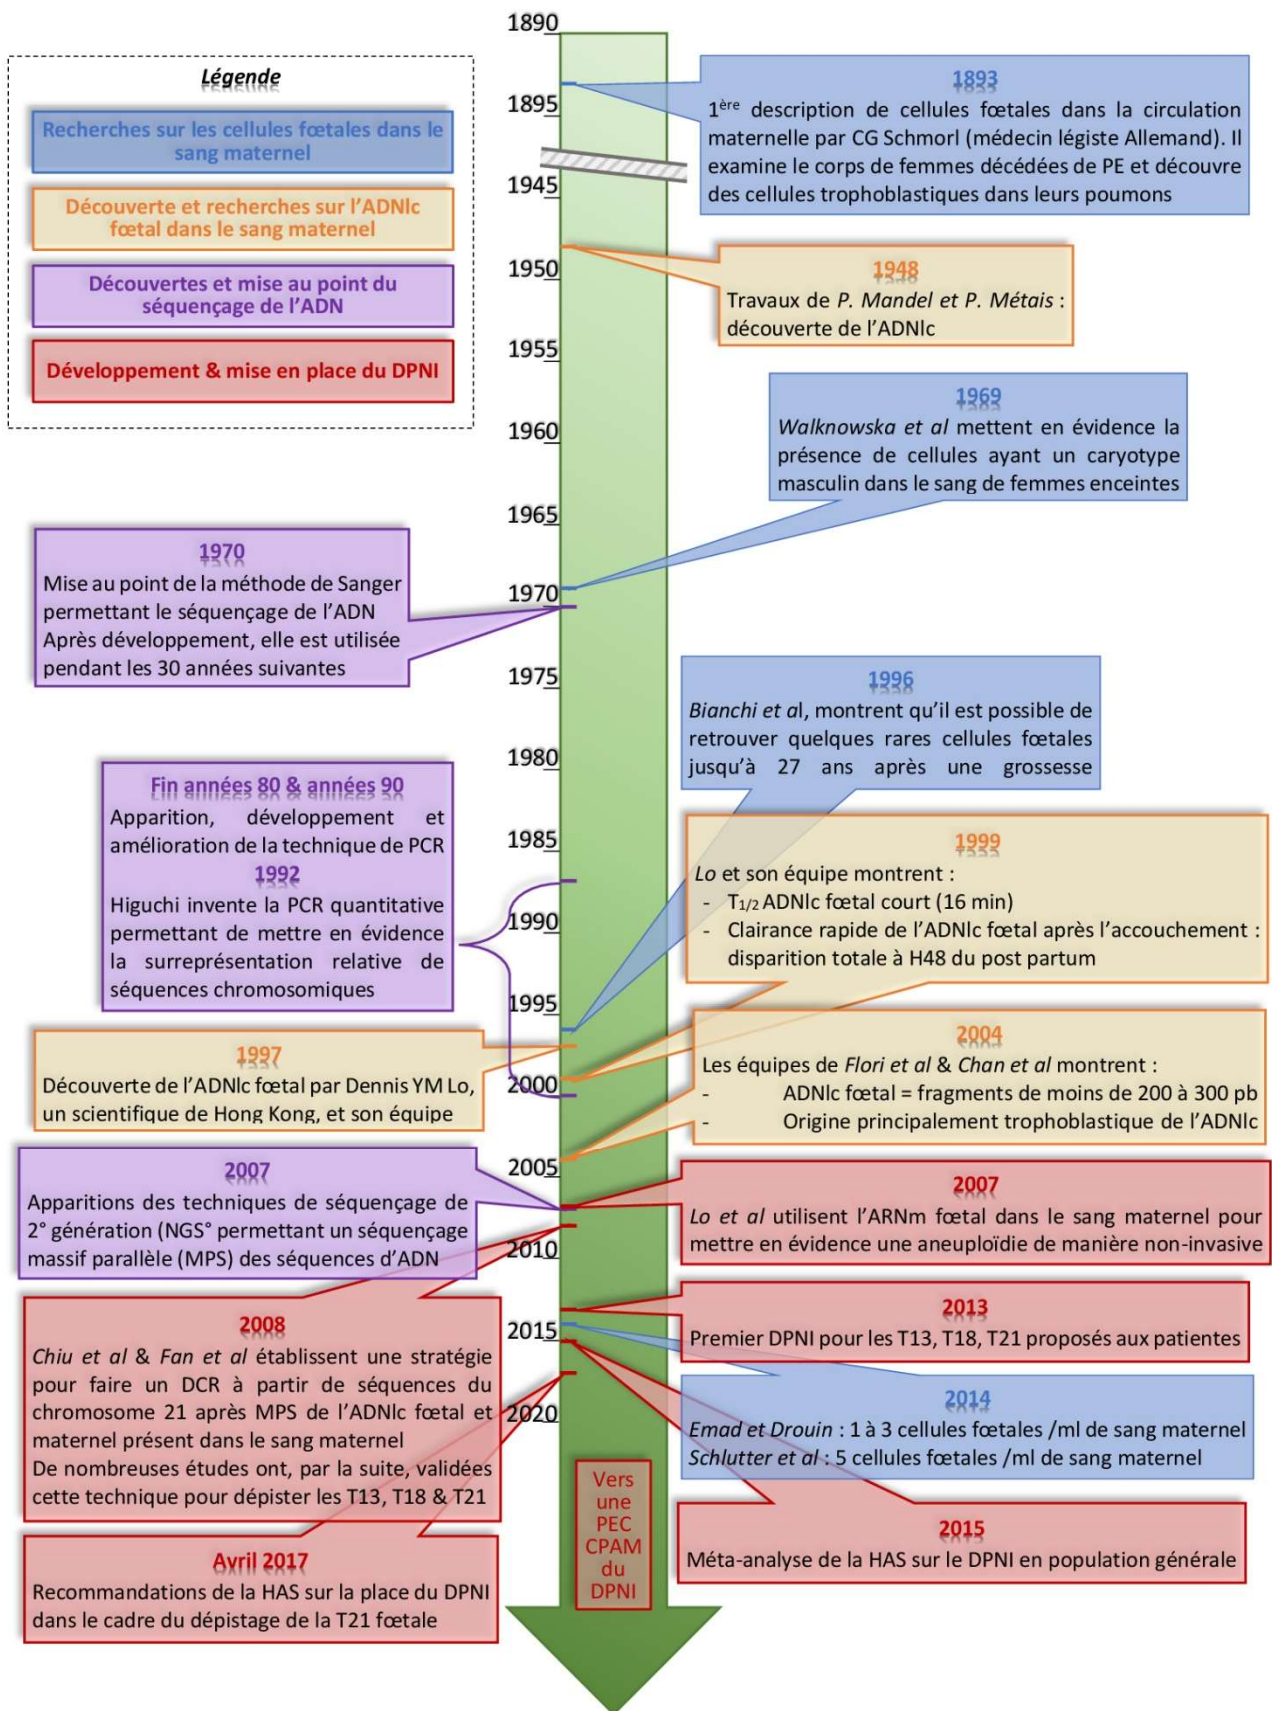 Légende
Recherches sur les cellules fœtales dans le
sang maternel
Découverte et recherches sur l'ADNlc
fœtal dans le sang maternel
Découvertes et mise au point du
séquençage de l'ADN
Développement & mise en place du DPNI
1890
1895
1945
1950
1955
1960
1965
1970
1975
1980
1985
1990
1995
2000
2005
2010
2015
2020
1893
1ère description de cellules fœtales dans la circulation
maternelle par CG Schmorl (médecin légiste Allemand). Il
examine le corps de femmes décédées de PE et découvre
des cellules trophoblastiques dans leurs poumons
1948
Travaux de P. Mandel et P. Métais :
découverte de l'ADNlc
1969
Walknowska et al mettent en évidence la
présence de cellules ayant un caryotype
masculin dans le sang de femmes enceintes
1970
Mise au point de la méthode de Sanger
permettant le séquençage de l'ADN
Après développement, elle est utilisée
pendant les 30 années suivantes
1996
Bianchi et al, montrent qu'il est possible de
retrouver quelques rares cellules fœtales
jusqu'à 27 ans après une grossesse
Fin années 80 & années 90
Apparition, développement et
amélioration de la technique de PCR
1992
Higuchi invente la PCR quantitative
permettant de mettre en évidence
la surreprésentation relative de
séquences chromosomiques
1999
Lo et son équipe montrent :
- T1/2 ADNlc fœtal court (16 min)
- Clairance rapide de l'ADNlc fœtal après l'accouchement :
disparition totale à H48 du post partum
1997
Découverte de l'ADNlc fœtal par Dennis YM Lo,
un scientifique de Hong Kong, et son équipe
2004
Les équipes de Flori et al & Chan et al montrent :
- ADNlc fœtal = fragments de moins de 200 à 300 pb
- Origine principalement trophoblastique de l'ADNlc
2007
Apparitions des techniques de séquençage de
2° génération (NGS° permettant un séquençage
massif parallèle (MPS) des séquences d'ADN
2007
Lo et al utilisent l'ARNm fœtal dans le sang maternel pour
mettre en évidence une aneuploïdie de manière non-invasive
2008
Chiu et al & Fan et al établissent une stratégie
pour faire un DCR à partir de séquences du
chromosome 21 après MPS de l'ADNlc fœtal et
maternel présent dans le sang maternel
De nombreuses études ont, par la suite, validées
cette technique pour dépister les T13, T18 & T21
2013
Premier DPNI pour les T13, T18, T21 proposés aux patientes
2014
Emad et Drouin : 1 à 3 cellules fœtales /ml de sang maternel
Schlutter et al : 5 cellules fœtales /ml de sang maternel
2015
Méta-analyse de la HAS sur le DPNI en population générale
Avril 2017
Recommandations de la HAS sur la place du DPNI
dans le cadre du dépistage de la T21 fœtale
Vers
une
PEC
CPAM
du
DPNI